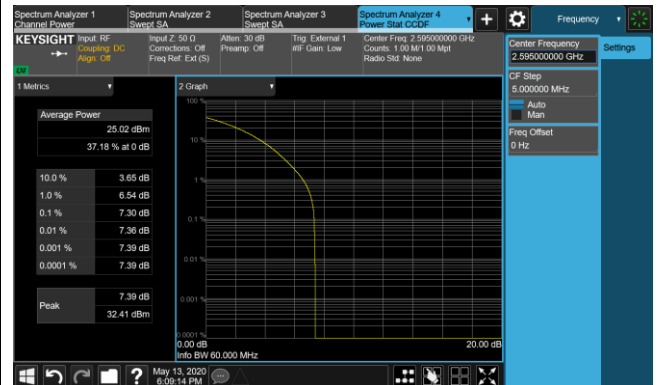 Spectrum Analyzer 1
Channel Power
Spectrum Analyzer 2
Swept SA
Spectrum Analyzer 3
Swept SA
Spectrum Analyzer 4
Power Stat CCDF
Frequency
KEYSIGHT
Input: RF
Coupling: DC
Align: Off
Input Z: 50 Ω
Corrections: Off
Freq Ref: Ext (S)
Atten: 30 dB
Preamp: Off
Trig: External 1
#IF Gain: Low
Center Freq: 2.595000000 GHz
Counts: 1.00 M/1.00 Mpt
Radio Std: None
LXI
Center Frequency
2.595000000 GHz
Settings
CF Step
5.000000 MHz
Auto
Man
Freq Offset
0 Hz
1 Metrics
Average Power
25.02 dBm
37.18 % at 0 dB
10.0 % 3.65 dB
1.0 % 6.54 dB
0.1 % 7.30 dB
0.01 % 7.36 dB
0.001 % 7.39 dB
0.0001 % 7.39 dB
Peak
7.39 dB
32.41 dBm
2 Graph
100 %
10 %
1 %
0.1 %
0.01 %
0.001 %
0.0001 %
0.00 dB
20.00 dB
Info BW 60.000 MHz
?
May 13, 2020
6:09:14 PM